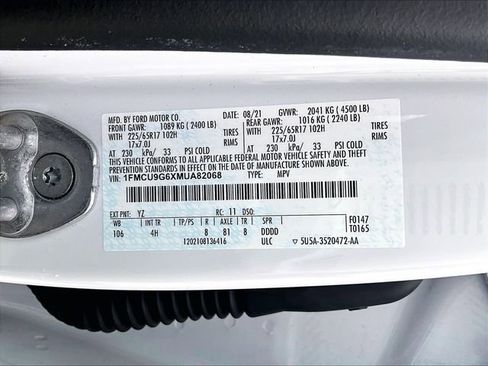 MFD. BY FORD MOTOR CO. 08/21 GVWR: 2041 KG ( 4500 LB)
FRONT GAWR: 1089 KG ( 2400 LB) REAR GAWR: 1016 KG ( 2240 LB)
WITH 225/65R17 102H TIRES WITH 225/65R17 102H TIRES
17x7.0J RIMS 17x7.0J RIMS
AT 230 kPa/ 33 PSI COLD AT 230 kPa/ 33 PSI COLD
THIS VEHICLE CONFORMS TO ALL APPLICABLE FEDERAL MOTOR VEHICLE SAFETY AND THEFT
PREVENTION STANDARDS IN EFFECT ON THE DATE OF MANUFACTURE SHOWN ABOVE.
VIN: 1FMCU9G6XMUA82068 TYPE: MPV
EXT PNT: YZ RC: 11 DSO: F0147
WB INT TR TP/PS R AXLE TR T0165
106 4H 8 81 8 DDDD
1202108136416 ULC 5U5A-3520472-AA